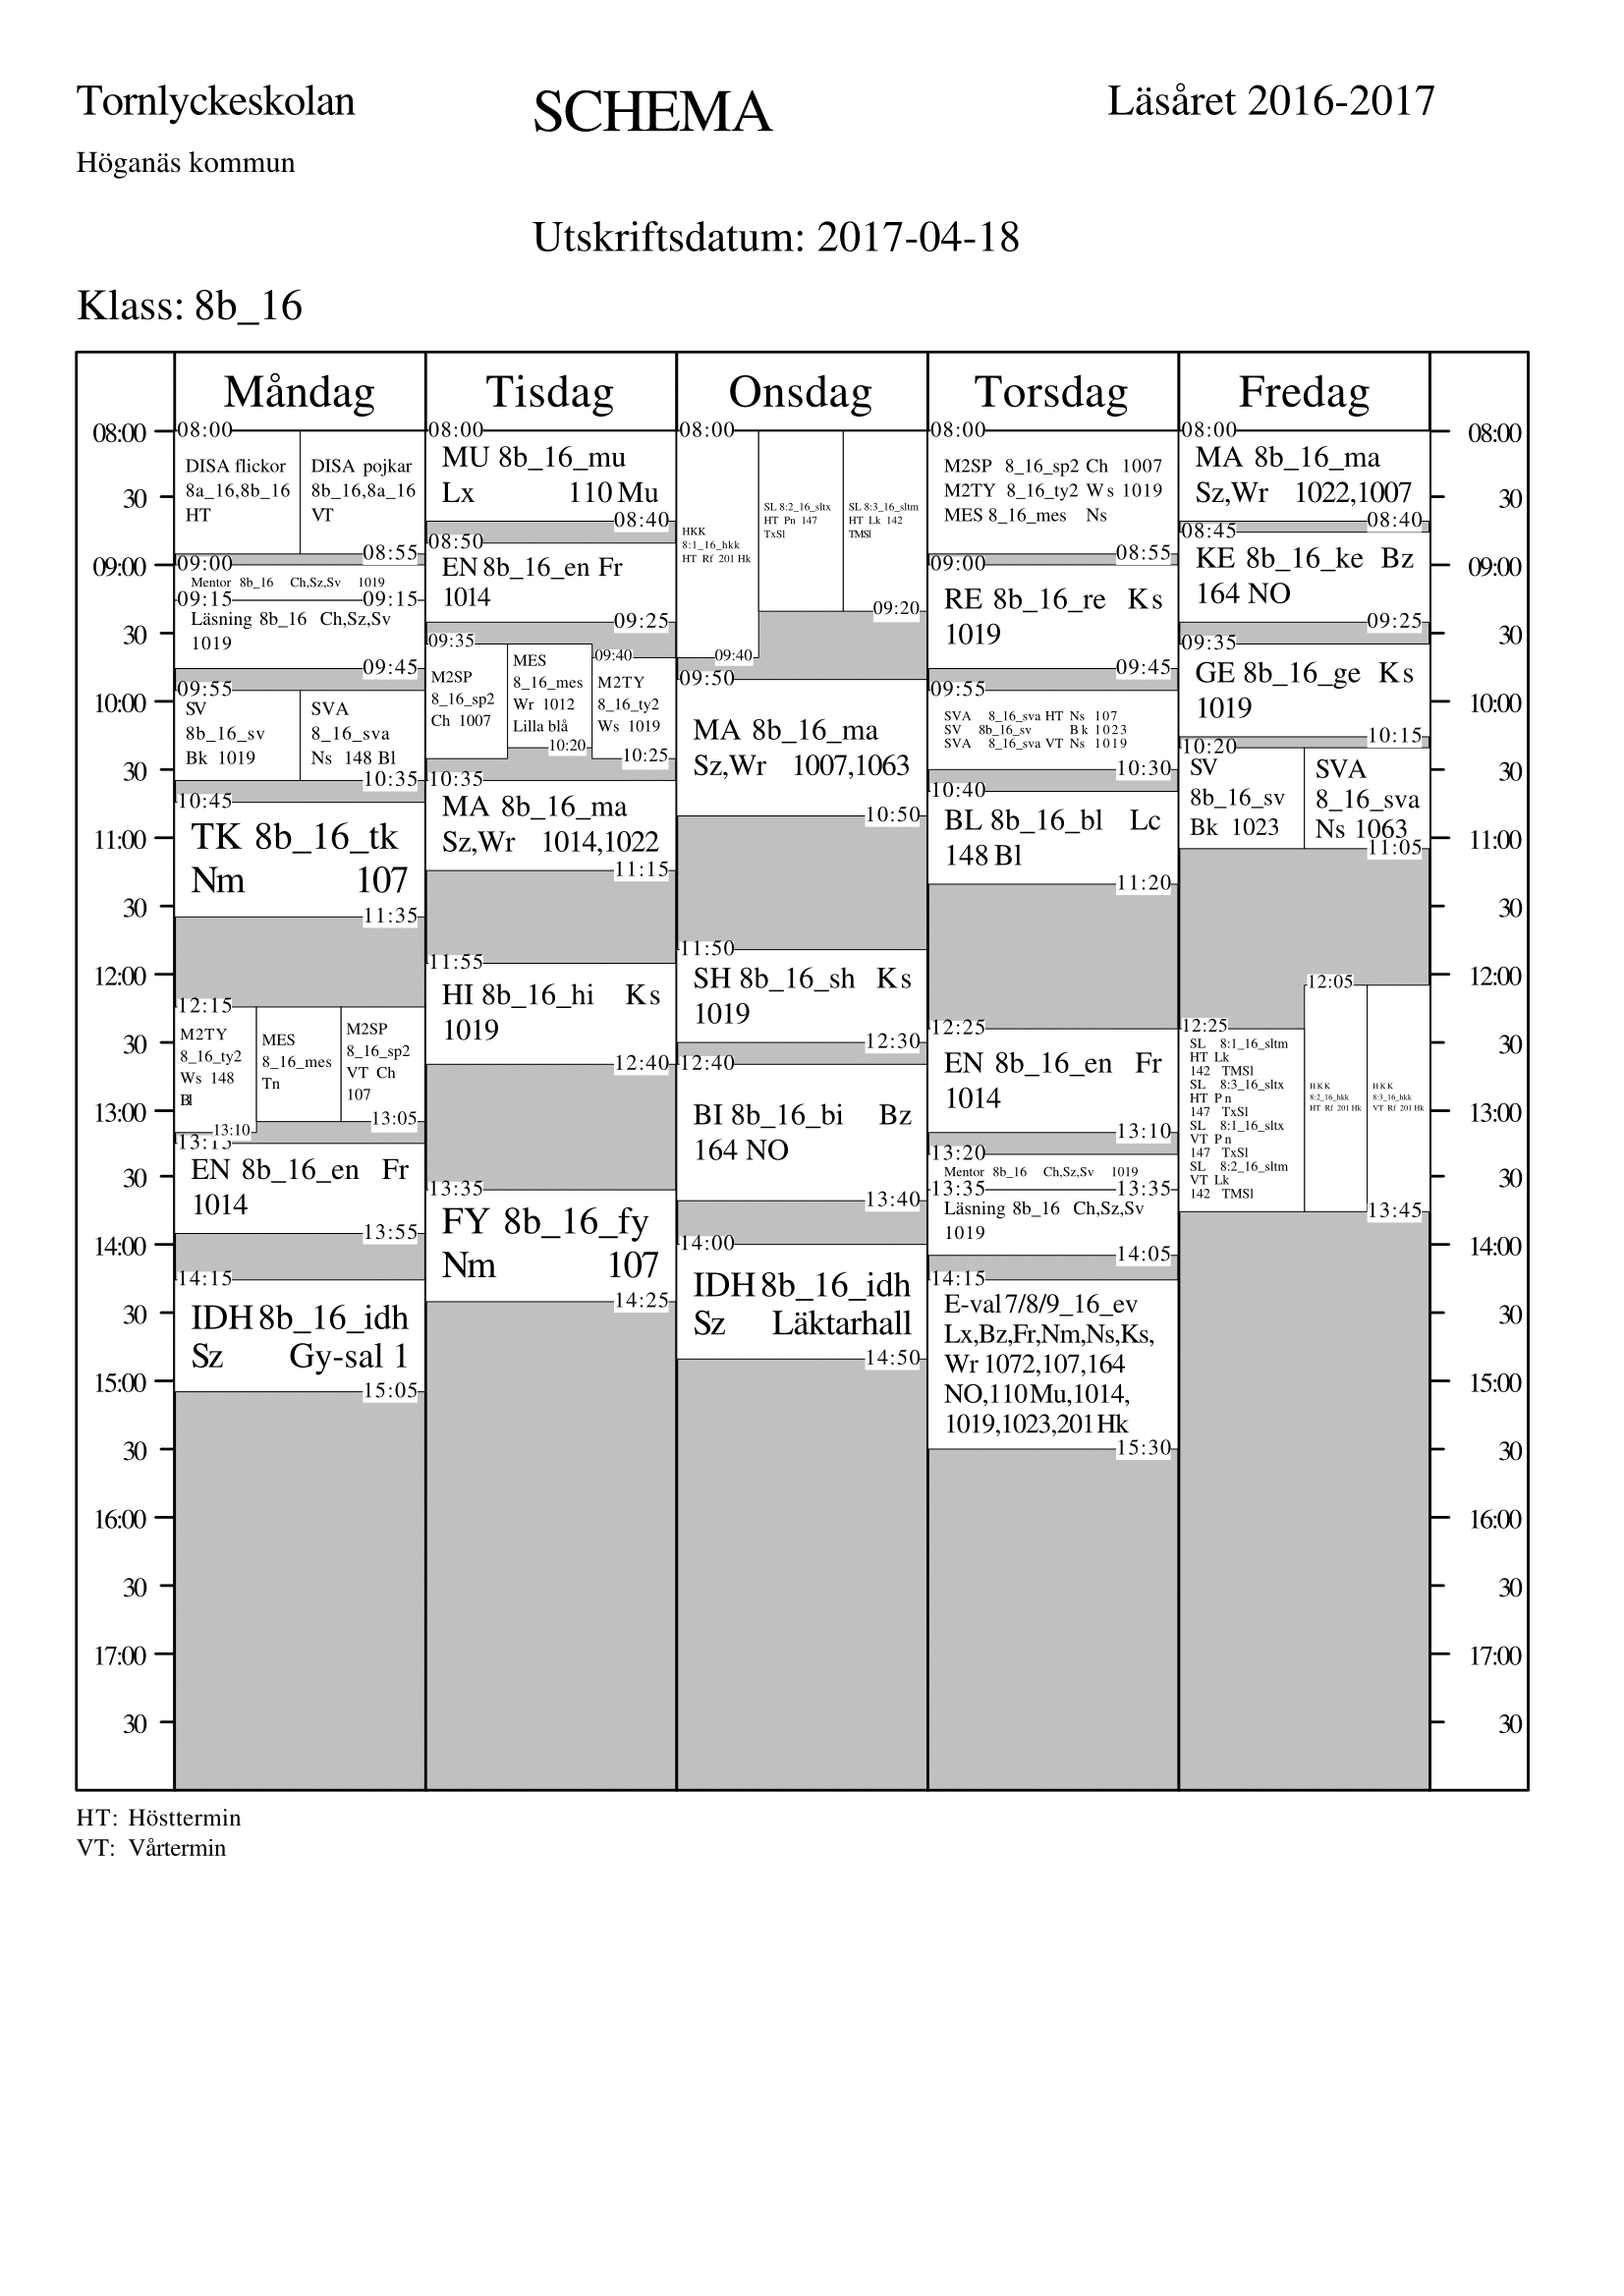 Tornlyckeskolan
SCHEMA
Läsåret 2016-2017
Höganäs kommun
Utskriftsdatum: 2017-04-18
Klass: 8b_16
Måndag
Tisdag
Onsdag
Torsdag
Fredag
08:00
30
09:00
30
10:00
30
11:00
30
12:00
30
13:00
30
14:00
30
15:00
30
16:00
30
17:00
30
08:00
DISA flickor
8a_16,8b_16
HT
DISA pojkar
8b_16,8a_16
VT
08:55
09:00
Mentor 8b_16 Ch,Sz,Sv 1019
09:15 09:15
Läsning 8b_16 Ch,Sz,Sv
1019
09:45
09:55
SV
8b_16_sv
Bk 1019
SVA
8_16_sva
Ns 148 Bl
10:35
10:45
TK 8b_16_tk
Nm 107
11:35
12:15
M2TY
8_16_ty2
Ws 148
Bl
13:10
MES
8_16_mes
Tn
M2SP
8_16_sp2
VT Ch
107
13:05
13:15
EN 8b_16_en Fr
1014
13:55
14:15
IDH 8b_16_idh
Sz Gy-sal 1
15:05
08:00
MU 8b_16_mu
Lx 110 Mu
08:40
08:50
EN 8b_16_en Fr
1014
09:25
09:35
M2SP
8_16_sp2
Ch 1007
MES
8_16_mes
Wr 1012
Lilla blå
10:20
09:40
M2TY
8_16_ty2
Ws 1019
10:25
10:35
MA 8b_16_ma
Sz,Wr 1014,1022
11:15
11:55
HI 8b_16_hi Ks
1019
12:40
13:35
FY 8b_16_fy
Nm 107
14:25
08:00
HKK
8:1_16_hkk
HT Rf 201 Hk
09:40
SL 8:2_16_sltx
HT Pn 147
TxSl
SL 8:3_16_sltm
HT Lk 142
TMSl
09:20
09:50
MA 8b_16_ma
Sz,Wr 1007,1063
10:50
11:50
SH 8b_16_sh Ks
1019
12:30
12:40
BI 8b_16_bi Bz
164 NO
13:40
14:00
IDH 8b_16_idh
Sz Läktarhall
14:50
08:00
M2SP 8_16_sp2 Ch 1007
M2TY 8_16_ty2 Ws 1019
MES 8_16_mes Ns
08:55
09:00
RE 8b_16_re Ks
1019
09:45
09:55
SVA 8_16_sva HT Ns 107
SV 8b_16_sv Bk 1023
SVA 8_16_sva VT Ns 1019
10:30
10:40
BL 8b_16_bl Lc
148 Bl
11:20
12:25
EN 8b_16_en Fr
1014
13:10
13:20
Mentor 8b_16 Ch,Sz,Sv 1019
13:35 13:35
Läsning 8b_16 Ch,Sz,Sv
1019
14:05
14:15
E-val 7/8/9_16_ev
Lx,Bz,Fr,Nm,Ns,Ks,
Wr 1072,107,164
NO,110 Mu,1014,
1019,1023,201 Hk
15:30
08:00
MA 8b_16_ma
Sz,Wr 1022,1007
08:40
08:45
KE 8b_16_ke Bz
164 NO
09:25
09:35
GE 8b_16_ge Ks
1019
10:15
10:20
SV
8b_16_sv
Bk 1023
SVA
8_16_sva
Ns 1063
11:05
12:25
SL 8:1_16_sltm
HT Lk
142 TMSl
SL 8:3_16_sltx
HT Pn
147 TxSl
SL 8:1_16_sltx
VT Pn
147 TxSl
SL 8:2_16_sltm
VT Lk
142 TMSl
12:05
HKK
8:2_16_hkk
HT Rf 201 Hk
HKK
8:3_16_hkk
VT Rf 201 Hk
13:45
08:00
30
09:00
30
10:00
30
11:00
30
12:00
30
13:00
30
14:00
30
15:00
30
16:00
30
17:00
30
HT: Hösttermin
VT: Vårtermin